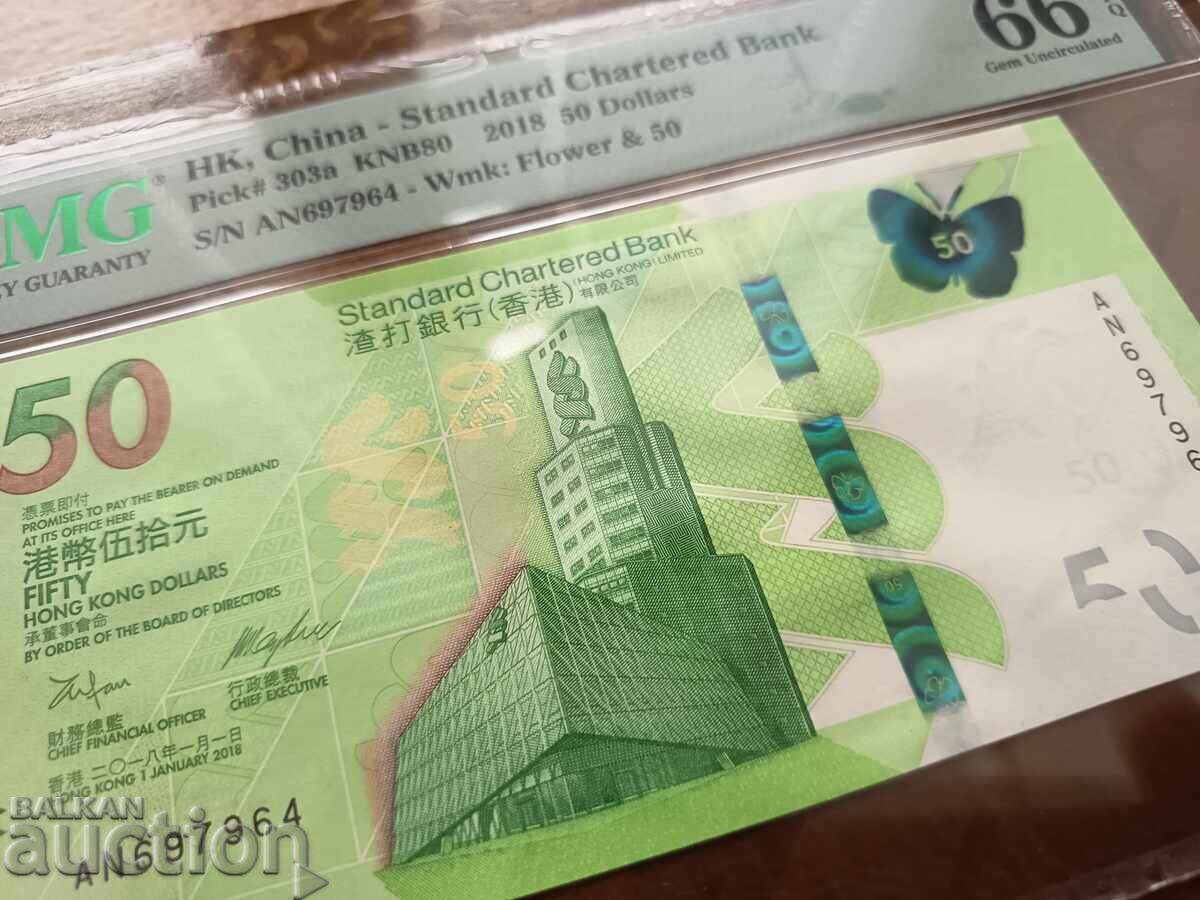 HK, China - Standard Chartered Bank
Pick# 303a KNB80 2018 50 Dollars
S/N AN697964 - Wmk: Flower & 50
66
Q
Gem Uncirculated
MG®
Y GUARANTY
Standard Chartered Bank
(HONG KONG) LIMITED
渣打銀行(香港)有限公司
50
50
50
憑票即付
PROMISES TO PAY THE BEARER ON DEMAND
AT ITS OFFICE HERE
港幣伍拾元
FIFTY
HONG KONG DOLLARS
承董事會命
BY ORDER OF THE BOARD OF DIRECTORS
行政總裁
CHIEF EXECUTIVE
財務總監
CHIEF FINANCIAL OFFICER
香港二〇一八年一月一日
HONG KONG 1 JANUARY 2018
AN697964
AN69796
50
50
BALKAN
auction